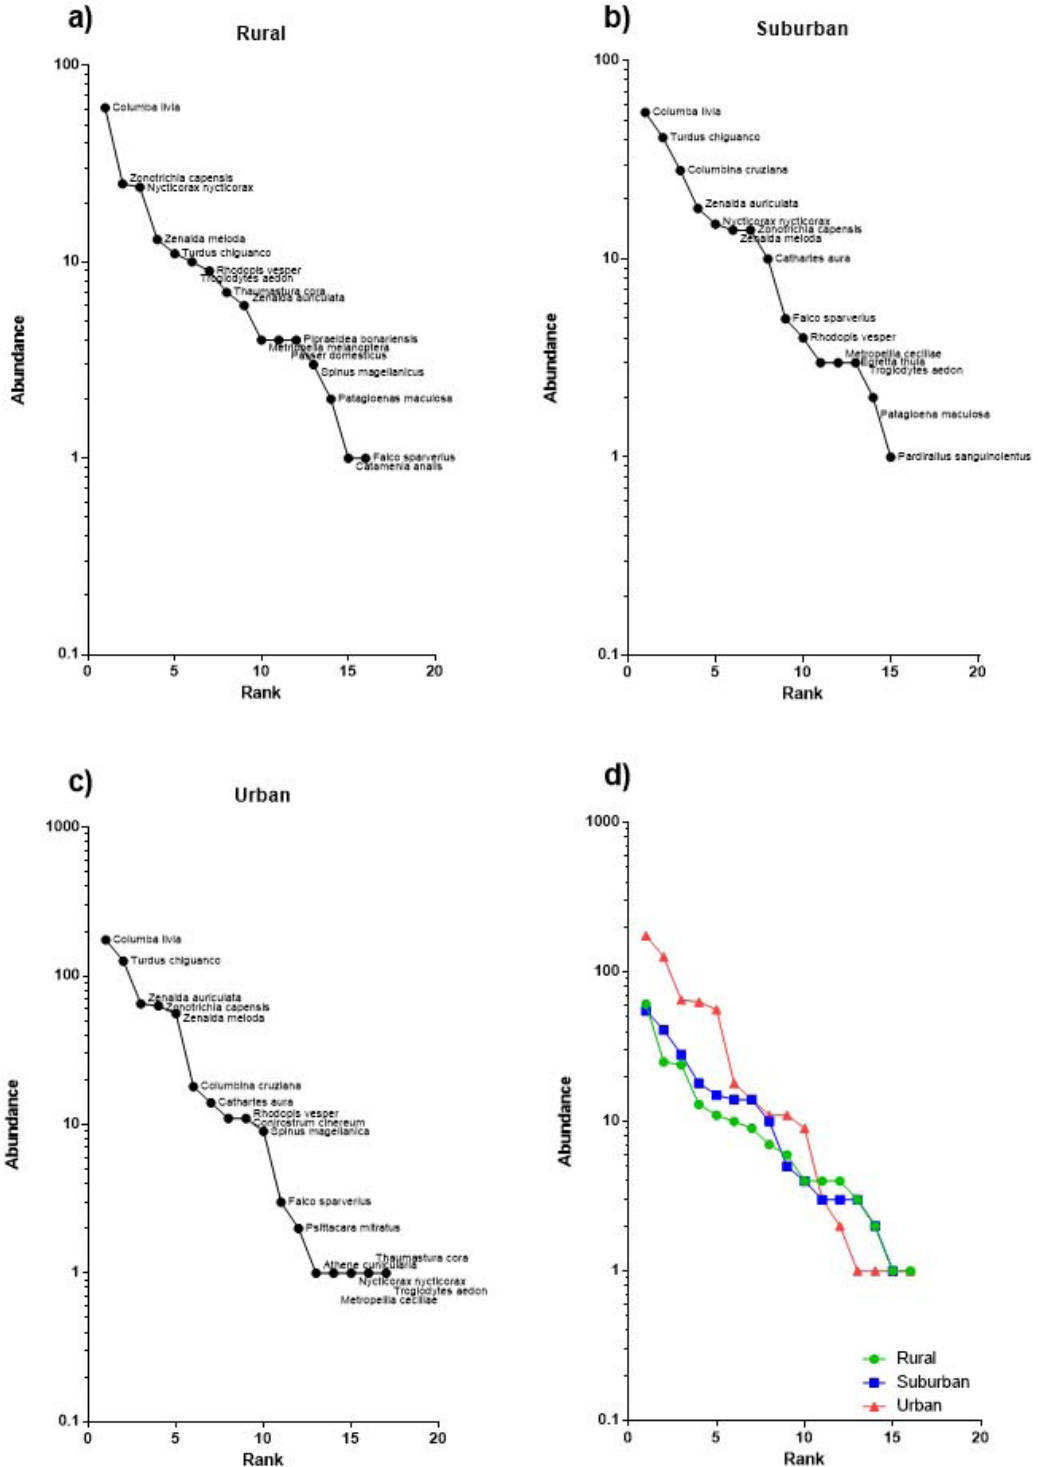 a)
Rural
100
10
1
0.1
Abundance
Columba livia
Zonotrichia capensis
Nycticorax nycticorax
Zenaida meloda
Turdus chiguanco
Rhodopis vesper
Troglodytes aedon
Thaumastura cora
Zenaida auriculata
Pipraeidea bonariensis
Metriopelia melanoptera
Passer domesticus
Spinus magellanicus
Patagioenas maculosa
Falco sparverius
Catamenia analis
0 5 10 15 20
Rank
b)
Suburban
100
10
1
0.1
Abundance
Columba livia
Turdus chiguanco
Columbina cruziana
Zenaida auriculata
Nycticorax nycticorax
Zonotrichia capensis
Zenaida meloda
Cathartes aura
Falco sparverius
Rhodopis vesper
Metropelia ceciliae
Egretta thula
Troglodytes aedon
Patagioena maculosa
Pardirallus sanguinolentus
0 5 10 15 20
Rank
c)
Urban
1000
100
10
1
0.1
Abundance
Columba livia
Turdus chiguanco
Zenaida auriculata
Zonotrichia capensis
Zenaida meloda
Columbina cruziana
Cathartes aura
Rhodopis vesper
Conirostrum cinereum
Spinus magellanica
Falco sparverius
Psittacara mitratus
Thaumastura cora
Athene cunicularia
Nycticorax nycticorax
Troglodytes aedon
Metropelia ceciliae
0 5 10 15 20
Rank
d)
1000
100
10
1
0.1
Abundance
Rural
Suburban
Urban
0 5 10 15 20
Rank